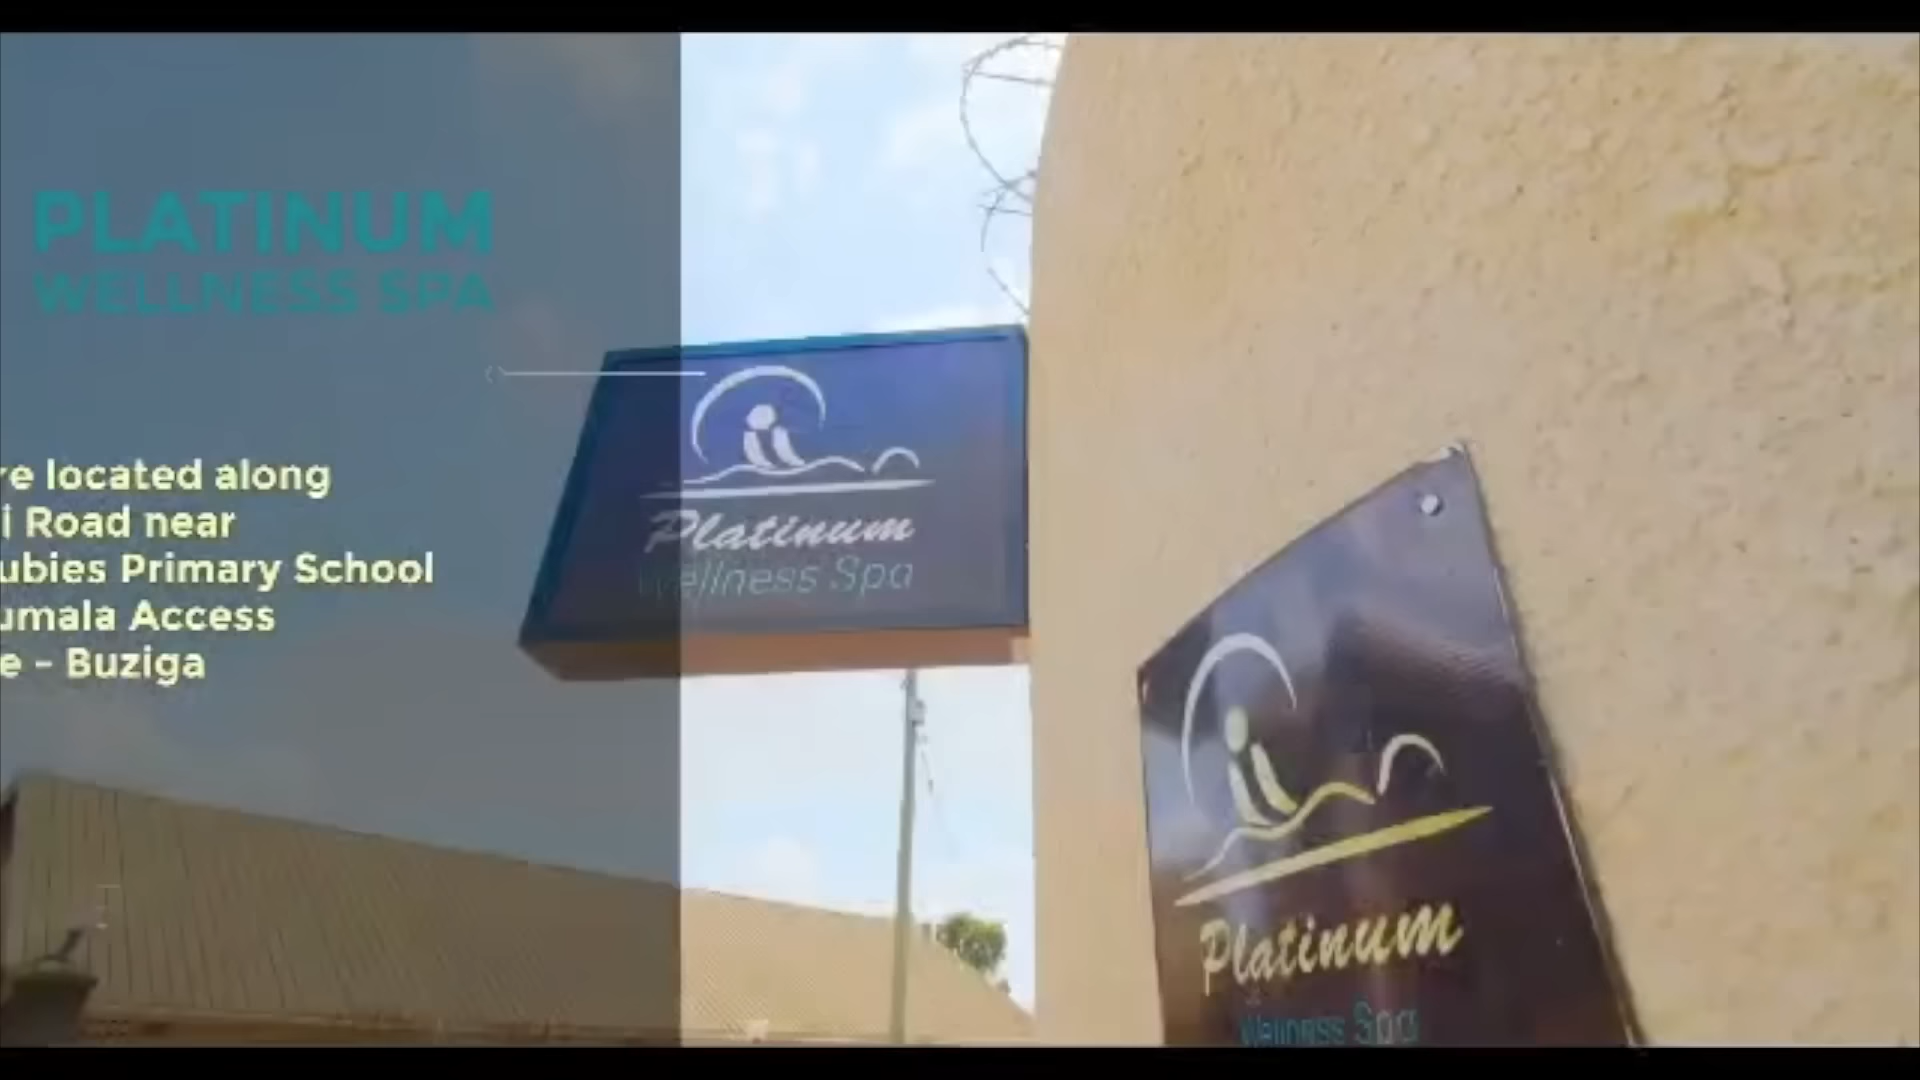 PLATINUM
WELLNESS SPA
re located along
i Road near
ubies Primary School
umala Access
e - Buziga
Platinum
Wellness Spa
Platinum
Wellness Spa